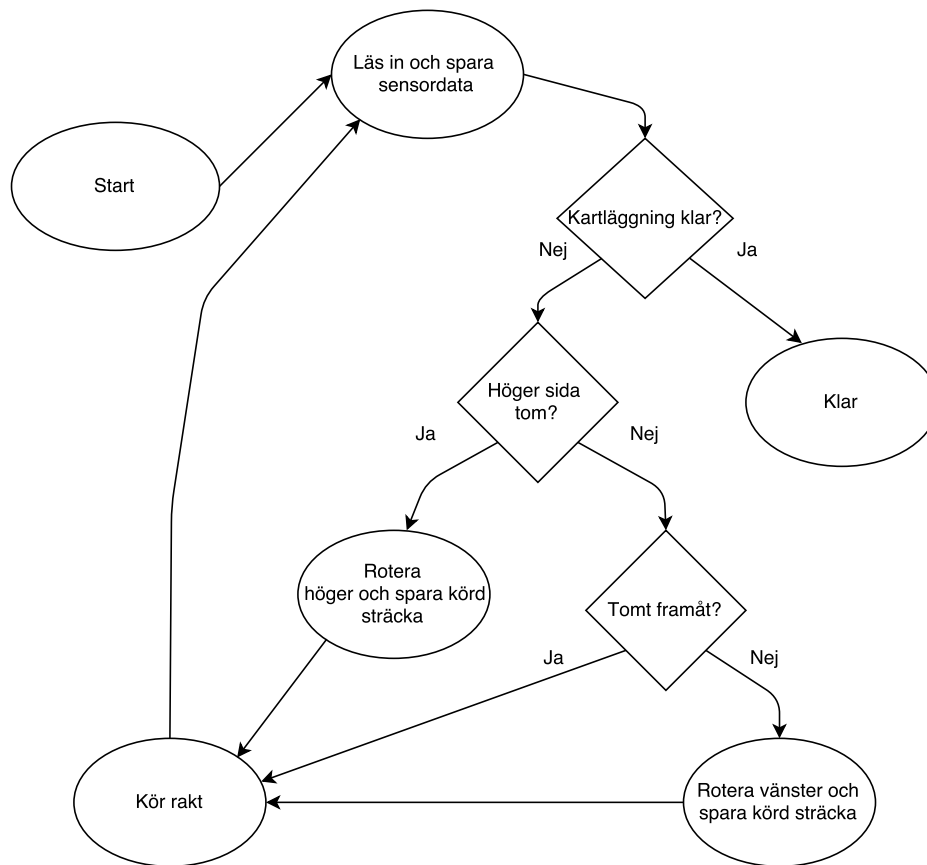 Läs in och spara
sensordata
Start
Kartläggning klar?
Nej
Ja
Höger sida
tom?
Klar
Ja
Nej
Rotera
höger och spara körd
sträcka
Tomt framåt?
Ja
Nej
Kör rakt
Rotera vänster och
spara körd sträcka